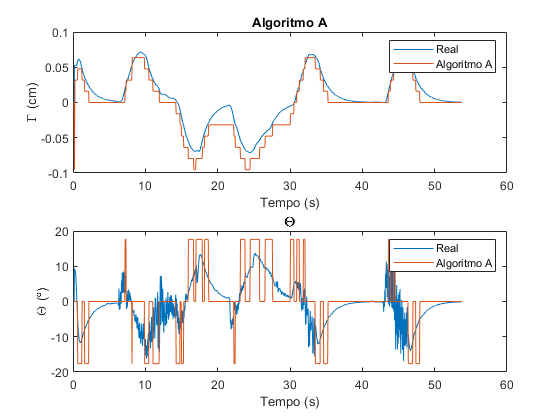 Algoritmo A
0.1
0.05
0
-0.05
-0.1
Γ (cm)
Real
Algoritmo A
0 10 20 30 40 50 60
Tempo (s)
Θ
20
10
0
-10
-20
Θ (º)
Real
Algoritmo A
0 10 20 30 40 50 60
Tempo (s)